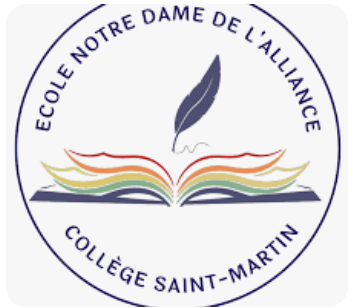 ECOLE NOTRE DAME DE L'ALLIANCE
COLLÈGE SAINT-MARTIN